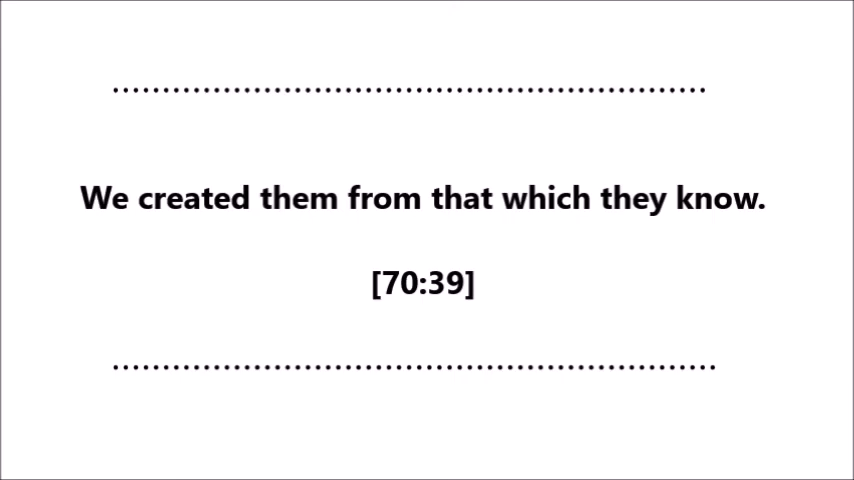 ......................................................
We created them from that which they know.
[70:39]
.......................................................